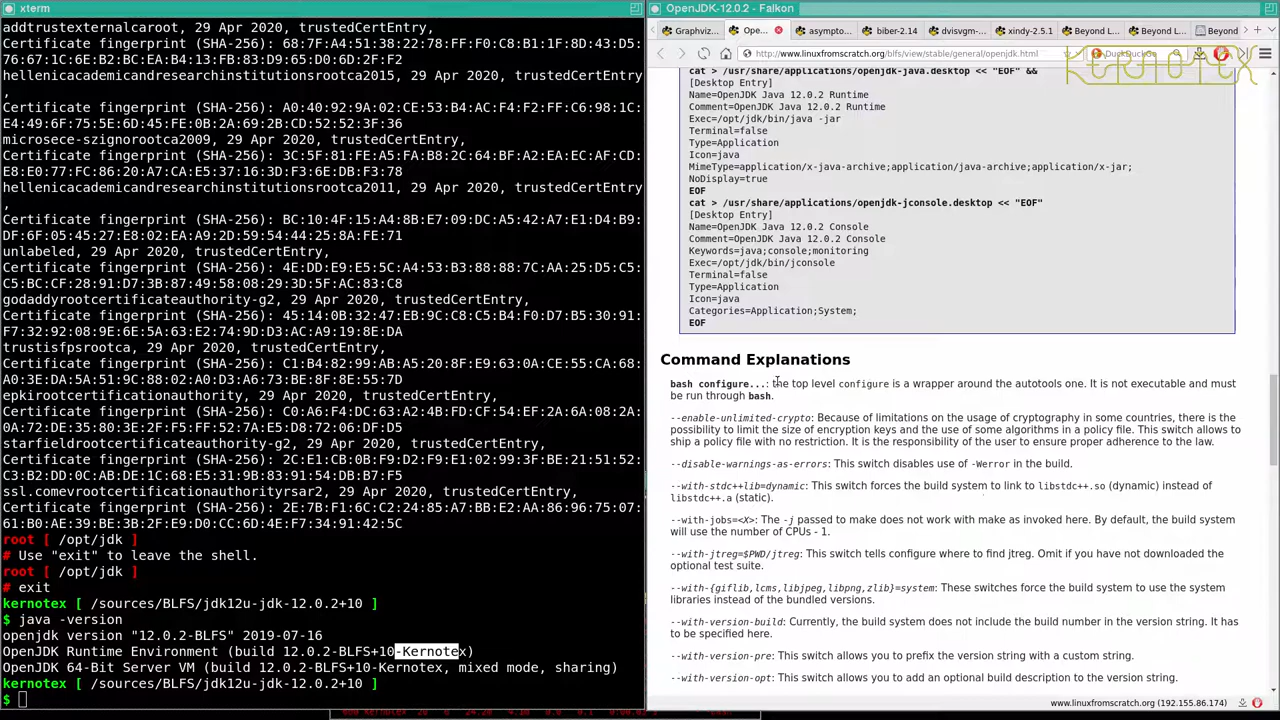 xterm
addtrustexternalcaroot, 29 Apr 2020, trustedCertEntry,
Certificate fingerprint (SHA-256): 68:7F:A4:51:38:22:78:FF:F0:C8:B1:1F:8D:43:D5:
76:67:1C:6E:B2:BC:EA:B4:13:FB:83:D9:65:D0:6D:2F:F2
hellenicacademicandresearchinstitutionsrootca2015, 29 Apr 2020, trustedCertEntry
,
Certificate fingerprint (SHA-256): A0:40:92:9A:02:CE:53:B4:AC:F4:F2:FF:C6:98:1C:
E4:49:6F:75:5E:6D:45:FE:0B:2A:69:2B:CD:52:52:3F:36
microsece-szignorootca2009, 29 Apr 2020, trustedCertEntry,
Certificate fingerprint (SHA-256): 3C:5F:81:FE:A5:FA:B8:2C:64:BF:A2:EA:EC:AF:CD:
E8:E0:77:FC:86:20:A7:CA:E5:37:16:3D:F3:6E:DB:F3:78
hellenicacademicandresearchinstitutionsrootca2011, 29 Apr 2020, trustedCertEntry
,
Certificate fingerprint (SHA-256): BC:10:4F:15:A4:8B:E7:09:DC:A5:42:A7:E1:D4:B9:
DF:6F:05:45:27:E8:02:EA:A9:2D:59:54:44:25:8A:FE:71
unlabeled, 29 Apr 2020, trustedCertEntry,
Certificate fingerprint (SHA-256): 4E:DD:E9:E5:5C:A4:53:B3:88:88:7C:AA:25:D5:C5:
C5:BC:CF:28:91:D7:3B:87:49:58:08:29:3D:5F:AC:83:C8
godaddyrootcertificateauthority-g2, 29 Apr 2020, trustedCertEntry,
Certificate fingerprint (SHA-256): 45:14:0B:32:47:EB:9C:C8:C5:B4:F0:D7:B5:30:91:
F7:32:92:08:9E:6E:5A:63:E2:74:9D:D3:AC:A9:19:8E:DA
trustisfpsrootca, 29 Apr 2020, trustedCertEntry,
Certificate fingerprint (SHA-256): C1:B4:82:99:AB:A5:20:8F:E9:63:0A:CE:55:CA:68:
A0:3E:DA:5A:51:9C:88:02:A0:D3:A6:73:BE:8F:8E:55:7D
epkirootcertificateauthority, 29 Apr 2020, trustedCertEntry,
Certificate fingerprint (SHA-256): C0:A6:F4:DC:63:A2:4B:FD:CF:54:EF:2A:6A:08:2A:
0A:72:DE:35:80:3E:2F:F5:FF:52:7A:E5:D8:72:06:DF:D5
starfieldrootcertificateauthority-g2, 29 Apr 2020, trustedCertEntry,
Certificate fingerprint (SHA-256): 2C:E1:CB:0B:F9:D2:F9:E1:02:99:3F:BE:21:51:52:
C3:B2:DD:0C:AB:DE:1C:68:E5:31:9B:83:91:54:DB:B7:F5
ssl.comevrootcertificationauthorityrsar2, 29 Apr 2020, trustedCertEntry,
Certificate fingerprint (SHA-256): 2E:7B:F1:6C:C2:24:85:A7:BB:E2:AA:86:96:75:07:
61:B0:AE:39:BE:3B:2F:E9:D0:CC:6D:4E:F7:34:91:42:5C
root [ /opt/jdk ]
# Use "exit" to leave the shell.
root [ /opt/jdk ]
# exit
kernotex [ /sources/BLFS/jdk12u-jdk-12.0.2+10 ]
$ java -version
openjdk version "12.0.2-BLFS" 2019-07-16
OpenJDK Runtime Environment (build 12.0.2-BLFS+10-Kernotex)
OpenJDK 64-Bit Server VM (build 12.0.2-BLFS+10-Kernotex, mixed mode, sharing)
kernotex [ /sources/BLFS/jdk12u-jdk-12.0.2+10 ]
$
OpenJDK-12.0.2 - Falkon
Graphviz... Ope... asympto... biber-2.14 dvisvgm-... xindy-2.5.1 Beyond L... Beyond L... Beyond
http://www.linuxfromscratch.org/blfs/view/stable/general/openjdk.html DuckDuckGo
KERNOTEX
cat > /usr/share/applications/openjdk-java.desktop << "EOF" &&
[Desktop Entry]
Name=OpenJDK Java 12.0.2 Runtime
Comment=OpenJDK Java 12.0.2 Runtime
Exec=/opt/jdk/bin/java -jar
Terminal=false
Type=Application
Icon=java
MimeType=application/x-java-archive;application/java-archive;application/x-jar;
NoDisplay=true
EOF
cat > /usr/share/applications/openjdk-jconsole.desktop << "EOF"
[Desktop Entry]
Name=OpenJDK Java 12.0.2 Console
Comment=OpenJDK Java 12.0.2 Console
Keywords=java;console;monitoring
Exec=/opt/jdk/bin/jconsole
Terminal=false
Type=Application
Icon=java
Categories=Application;System;
EOF
Command Explanations
bash configure...: the top level configure is a wrapper around the autotools one. It is not executable and must
be run through bash.
--enable-unlimited-crypto: Because of limitations on the usage of cryptography in some countries, there is the
possibility to limit the size of encryption keys and the use of some algorithms in a policy file. This switch allows to
ship a policy file with no restriction. It is the responsibility of the user to ensure proper adherence to the law.
--disable-warnings-as-errors: This switch disables use of -Werror in the build.
--with-stdc++lib=dynamic: This switch forces the build system to link to libstdc++.so (dynamic) instead of
libstdc++.a (static).
--with-jobs=<X>: The -j passed to make does not work with make as invoked here. By default, the build system
will use the number of CPUs - 1.
--with-jtreg=$PWD/jtreg: This switch tells configure where to find jtreg. Omit if you have not downloaded the
optional test suite.
--with-{giflib,lcms,libjpeg,libpng,zlib}=system: These switches force the build system to use the system
libraries instead of the bundled versions.
--with-version-build: Currently, the build system does not include the build number in the version string. It has
to be specified here.
--with-version-pre: This switch allows you to prefix the version string with a custom string.
--with-version-opt: This switch allows you to add an optional build description to the version string.
www.linuxfromscratch.org (192.155.86.174)